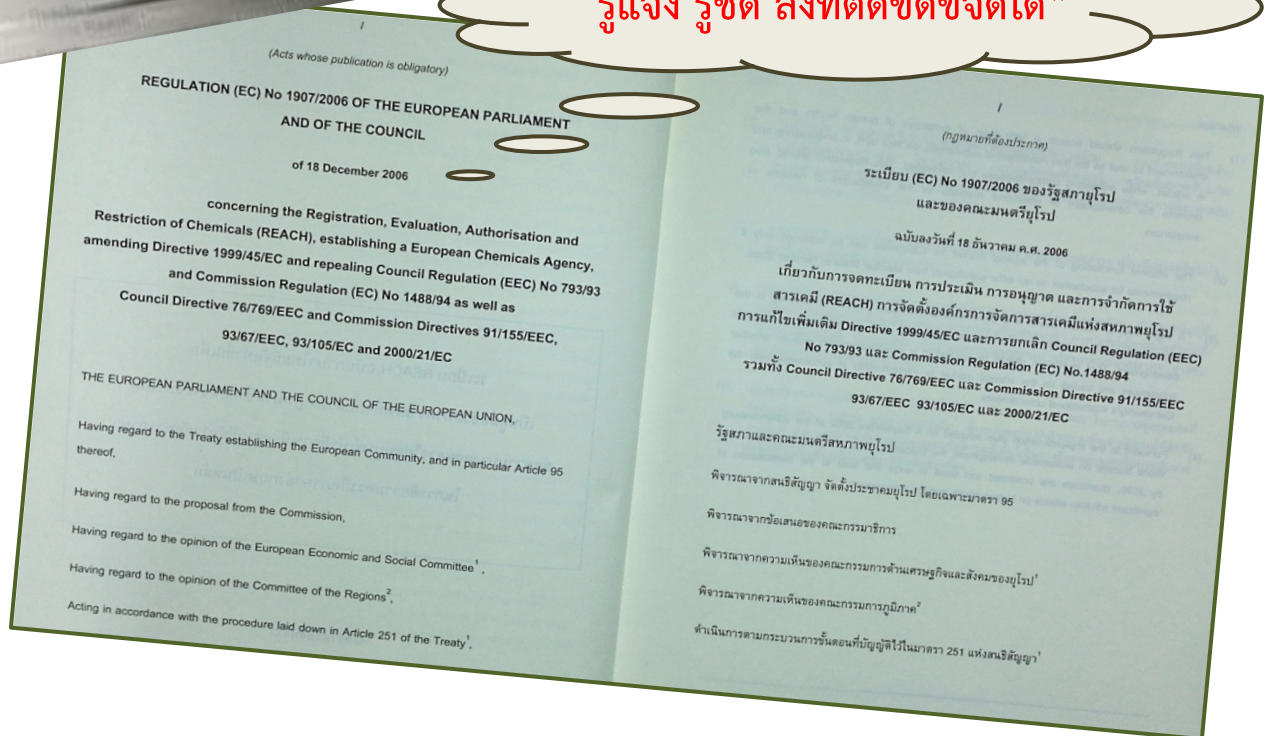 รู้แจ้ง รู้ชัด สิ่งที่ติดขัดขจัดได้”
I
(Acts whose publication is obligatory)
REGULATION (EC) No 1907/2006 OF THE EUROPEAN PARLIAMENT
AND OF THE COUNCIL
of 18 December 2006
concerning the Registration, Evaluation, Authorisation and
Restriction of Chemicals (REACH), establishing a European Chemicals Agency,
amending Directive 1999/45/EC and repealing Council Regulation (EEC) No 793/93
and Commission Regulation (EC) No 1488/94 as well as
Council Directive 76/769/EEC and Commission Directives 91/155/EEC,
93/67/EEC, 93/105/EC and 2000/21/EC
THE EUROPEAN PARLIAMENT AND THE COUNCIL OF THE EUROPEAN UNION,
Having regard to the Treaty establishing the European Community, and in particular Article 95
thereof,
Having regard to the proposal from the Commission,
Having regard to the opinion of the European Economic and Social Committee¹ ,
Having regard to the opinion of the Committee of the Regions²,
Acting in accordance with the procedure laid down in Article 251 of the Treaty¹,
I
(กฎหมายที่ต้องประกาศ)
ระเบียบ (EC) No 1907/2006 ของรัฐสภายุโรป
และของคณะมนตรียุโรป
ฉบับลงวันที่ 18 ธันวาคม ค.ศ. 2006
เกี่ยวกับการจดทะเบียน การประเมิน การอนุญาต และการจำกัดการใช้
สารเคมี (REACH) การจัดตั้งองค์กรการจัดการสารเคมีแห่งสหภาพยุโรป
การแก้ไขเพิ่มเติม Directive 1999/45/EC และการยกเลิก Council Regulation (EEC)
No 793/93 และ Commission Regulation (EC) No.1488/94
รวมทั้ง Council Directive 76/769/EEC และ Commission Directive 91/155/EEC
93/67/EEC 93/105/EC และ 2000/21/EC
รัฐสภาและคณะมนตรีสหภาพยุโรป
พิจารณาจากสนธิสัญญา จัดตั้งประชาคมยุโรป โดยเฉพาะมาตรา 95
พิจารณาจากข้อเสนอของคณะกรรมาธิการ
พิจารณาจากความเห็นของคณะกรรมการด้านเศรษฐกิจและสังคมของยุโรป¹
พิจารณาจากความเห็นของคณะกรรมการภูมิภาค²
ดำเนินการตามกระบวนการขั้นตอนที่บัญญัติไว้ในมาตรา 251 แห่งสนธิสัญญา¹